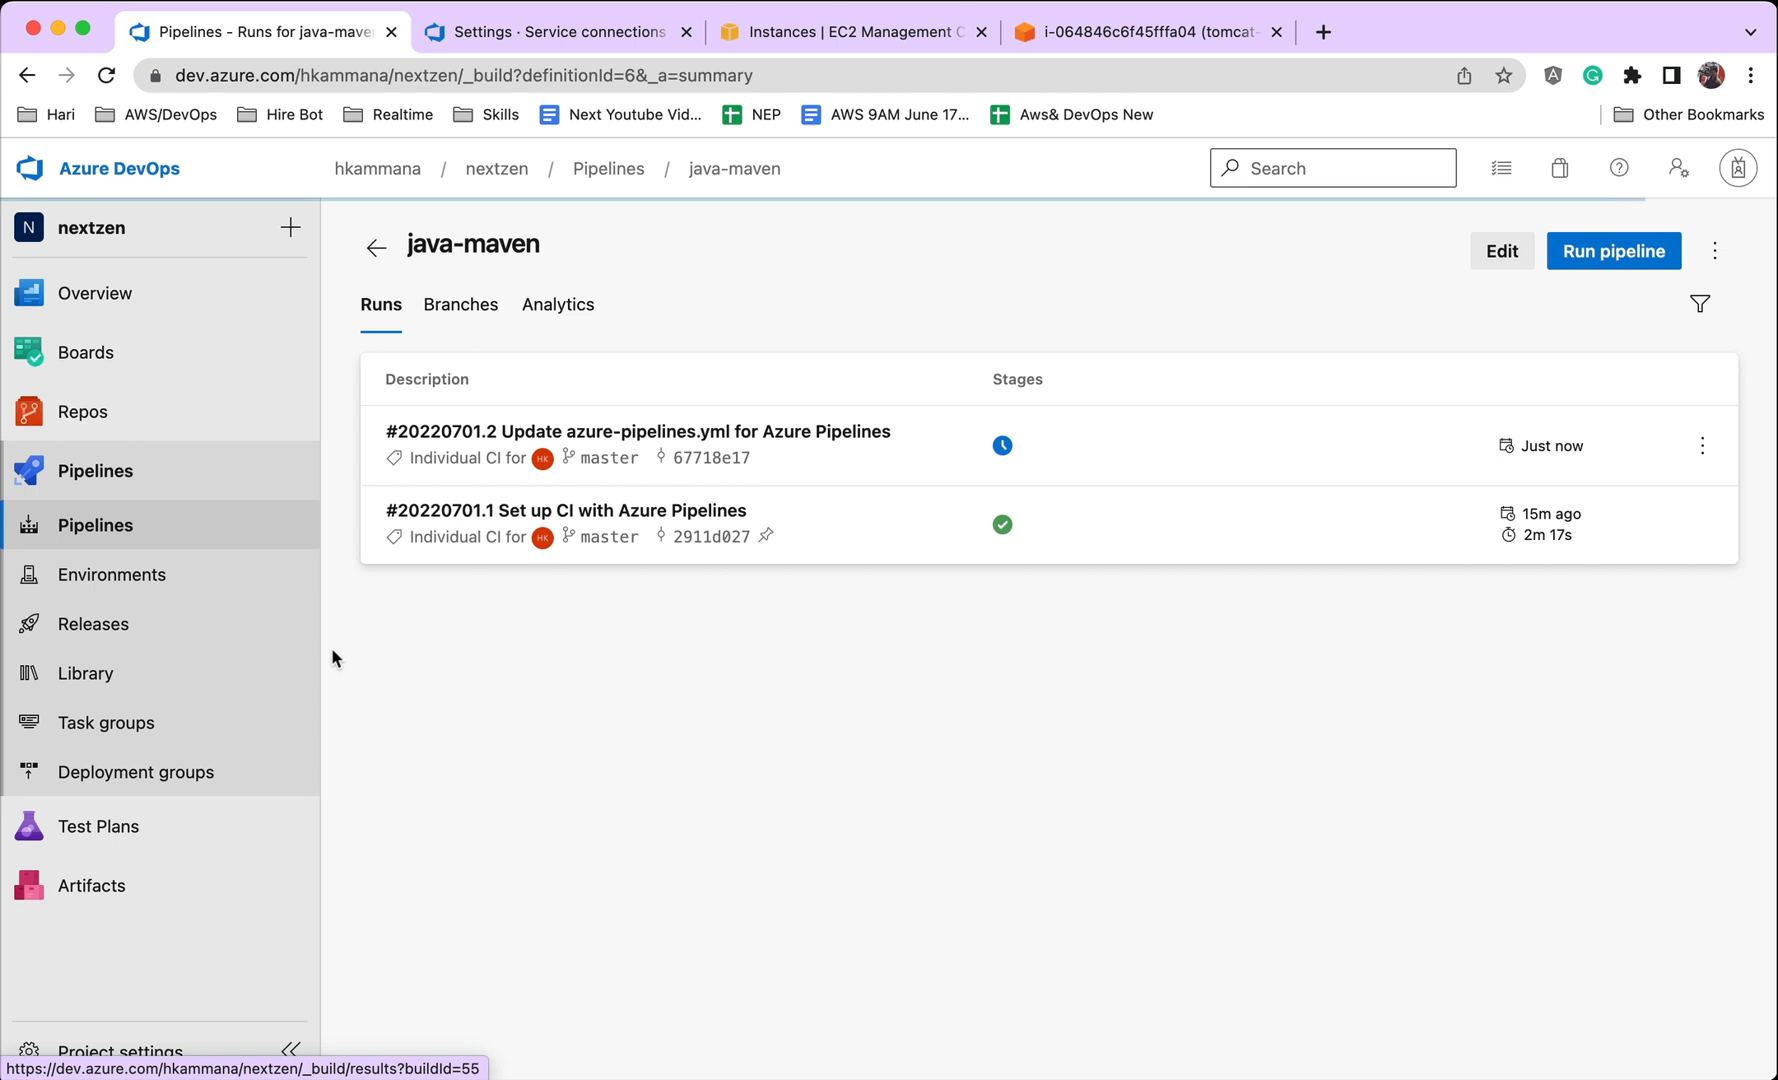 Pipelines - Runs for java-mave
Settings · Service connections
Instances | EC2 Management C
i-064846c6f45fffa04 (tomcat-
dev.azure.com/hkammana/nextzen/_build?definitionId=6&_a=summary
Hari
AWS/DevOps
Hire Bot
Realtime
Skills
Next Youtube Vid...
NEP
AWS 9AM June 17...
Aws& DevOps New
Other Bookmarks
Azure DevOps
hkammana / nextzen / Pipelines / java-maven
Search
N nextzen
java-maven
Edit
Run pipeline
Overview
Boards
Repos
Pipelines
Pipelines
Environments
Releases
Library
Task groups
Deployment groups
Test Plans
Artifacts
Project settings
Runs
Branches
Analytics
Description
Stages
#20220701.2 Update azure-pipelines.yml for Azure Pipelines
Individual CI for HK master 67718e17
Just now
#20220701.1 Set up CI with Azure Pipelines
Individual CI for HK master 2911d027
15m ago
2m 17s
https://dev.azure.com/hkammana/nextzen/_build/results?buildId=55